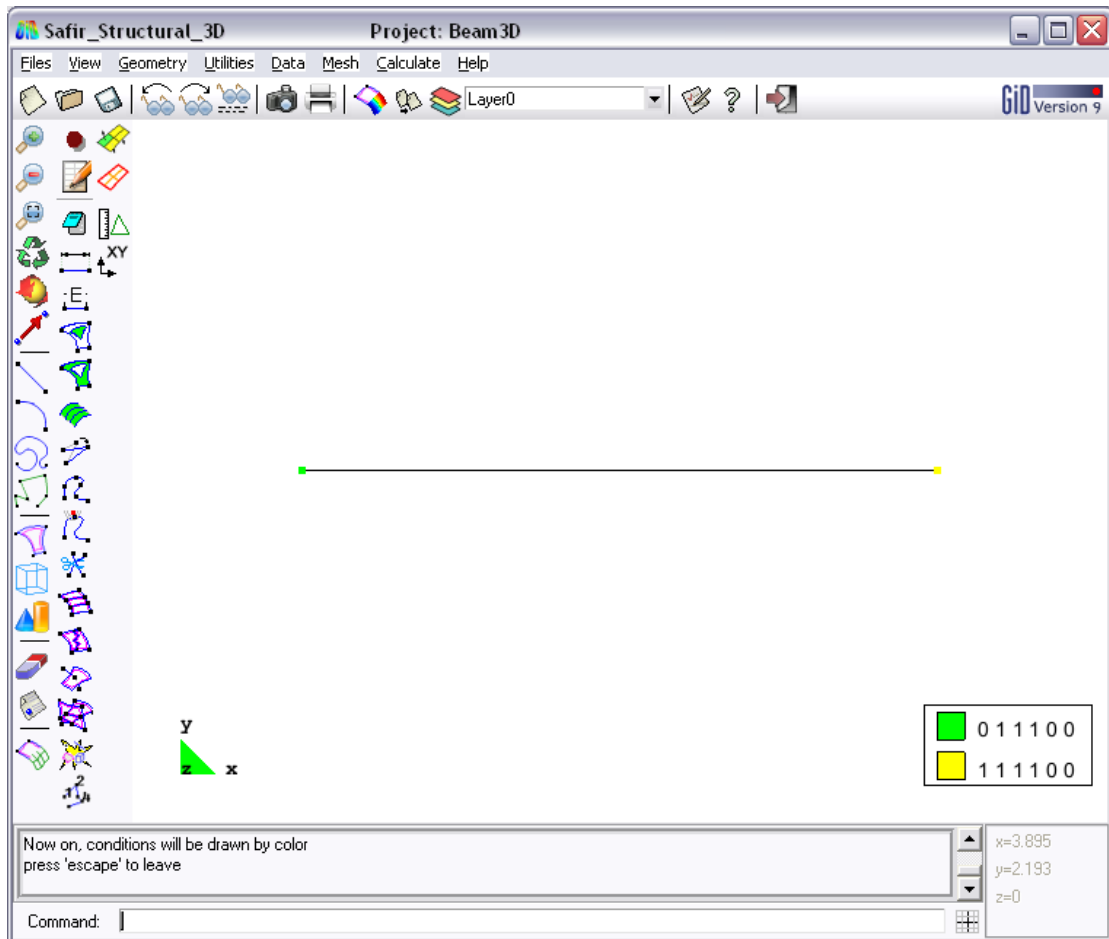 Safir_Structural_3D Project: Beam3D
Files View Geometry Utilities Data Mesh Calculate Help
Layer0
GiD Version 9
XY
E
2
y
z x
0 1 1 1 0 0
1 1 1 1 0 0
Now on, conditions will be drawn by color
press 'escape' to leave
x=3.895
y=2.193
z=0
Command: